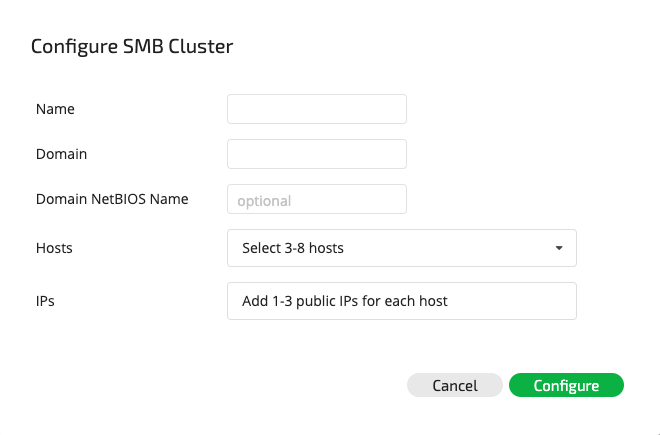 Configure SMB Cluster
Name
Domain
Domain NetBIOS Name optional
Hosts Select 3-8 hosts
IPs Add 1-3 public IPs for each host
Cancel Configure